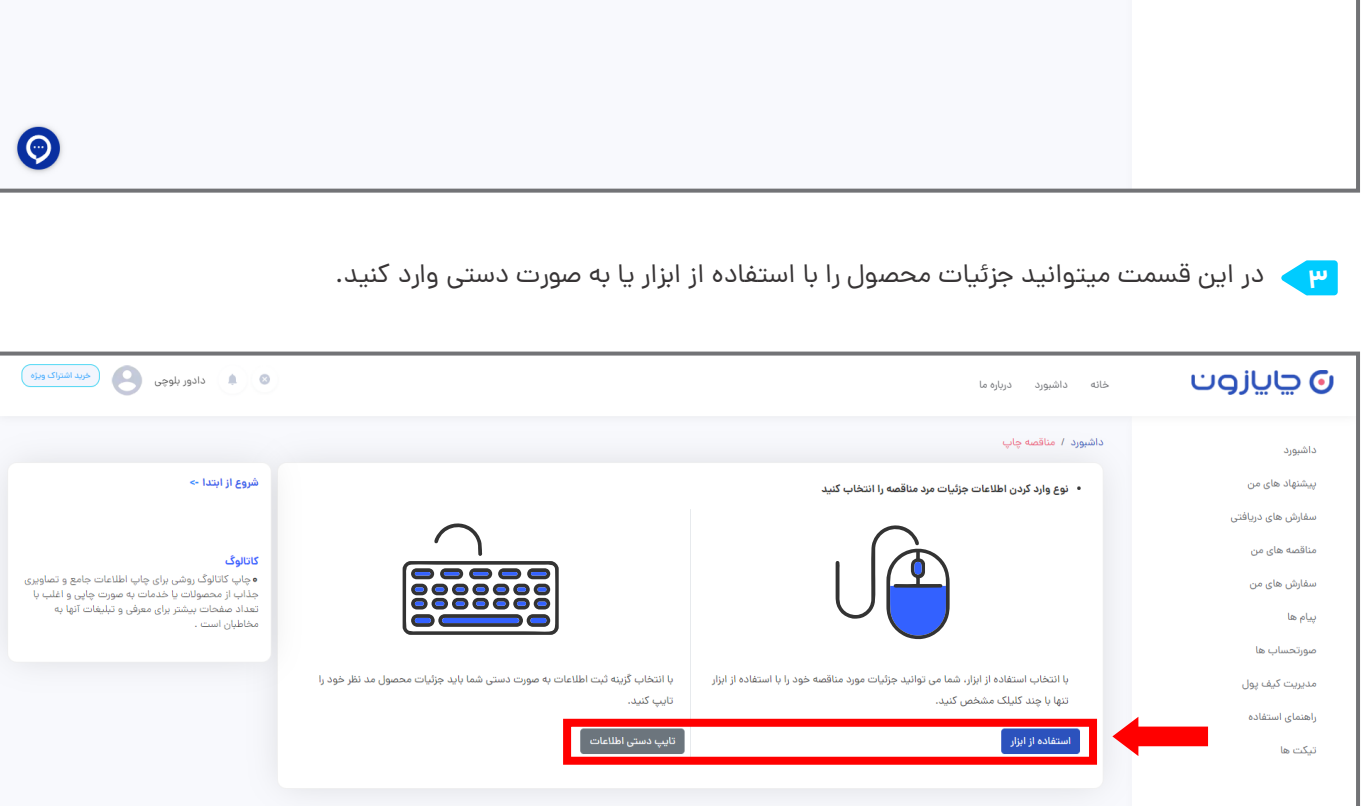 ۳
در این قسمت میتوانید جزئیات محصول را با استفاده از ابزار یا به صورت دستی وارد کنید.
چاپازون
خانه
داشبورد
درباره ما
دادور بلوچی
خرید اشتراک ویژه
داشبورد / مناقصه چاپ
داشبورد
پیشنهاد های من
سفارش های دریافتی
مناقصه های من
سفارش های من
پیام ها
صورتحساب ها
مدیریت کیف پول
راهنمای استفاده
تیکت ها
• نوع وارد کردن اطلاعات جزئیات مرد مناقصه را انتخاب کنید
با انتخاب استفاده از ابزار، شما می توانید جزئیات مورد مناقصه خود را با استفاده از ابزار
تنها با چند کلیلک مشخص کنید.
استفاده از ابزار
با انتخاب گزینه ثبت اطلاعات به صورت دستی شما باید جزئیات محصول مد نظر خود را
تایپ کنید.
تایپ دستی اطلاعات
شروع از ابتدا ->
کاتالوگ
•چاپ کاتالوگ روشی برای چاپ اطلاعات جامع و تصاویری
جذاب از محصولات یا خدمات به صورت چاپی و اغلب با
تعداد صفحات بیشتر برای معرفی و تبلیغات آنها به
مخاطبان است .